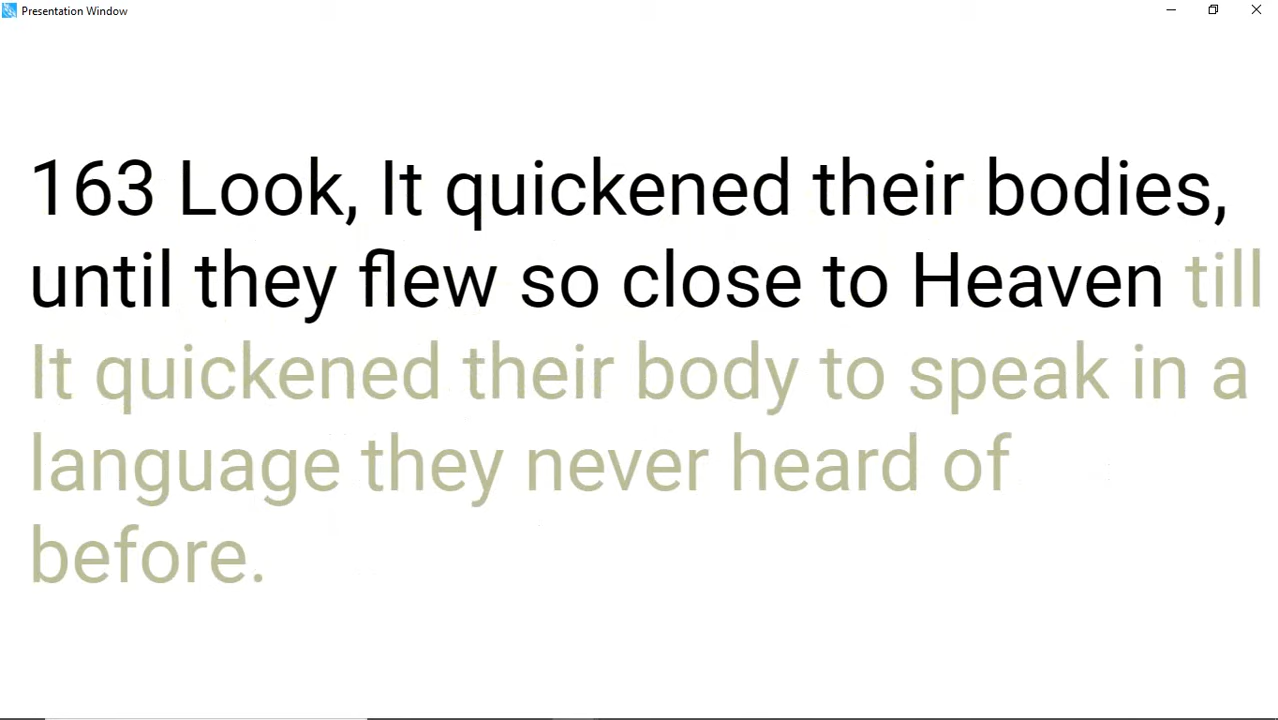 Presentation Window
163 Look, It quickened their bodies,
until they flew so close to Heaven till
It quickened their body to speak in a
language they never heard of
before.